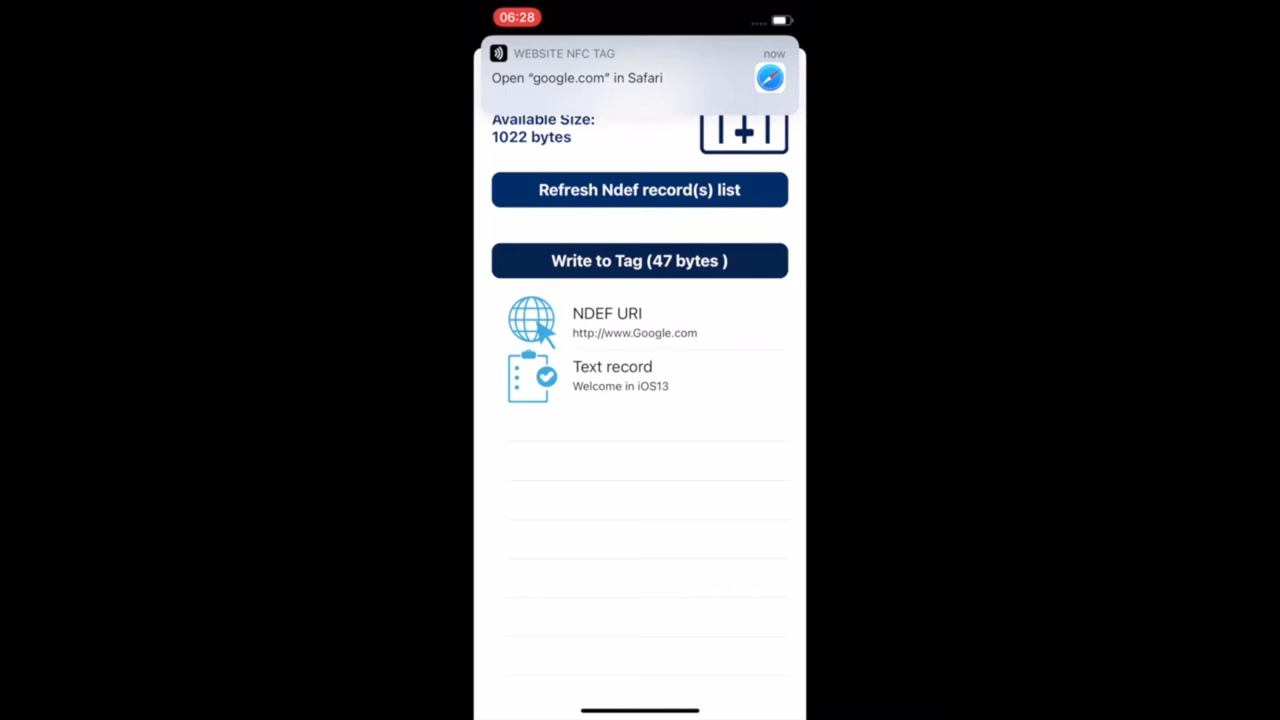 06:28
WEBSITE NFC TAG now
Open “google.com” in Safari
Available Size:
1022 bytes
Refresh Ndef record(s) list
Write to Tag (47 bytes )
NDEF URI
http://www.Google.com
Text record
Welcome in iOS13